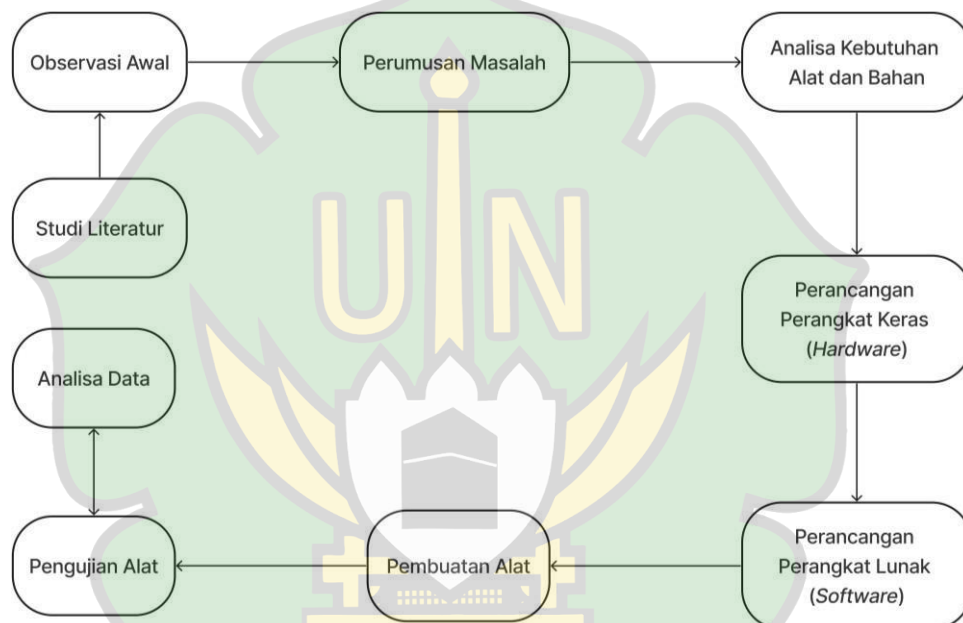 Observasi Awal
Perumusan Masalah
Analisa Kebutuhan
Alat dan Bahan
Studi Literatur
UIN
Perancangan
Perangkat Keras
(Hardware)
Analisa Data
Pengujian Alat
Pembuatan Alat
Perancangan
Perangkat Lunak
(Software)